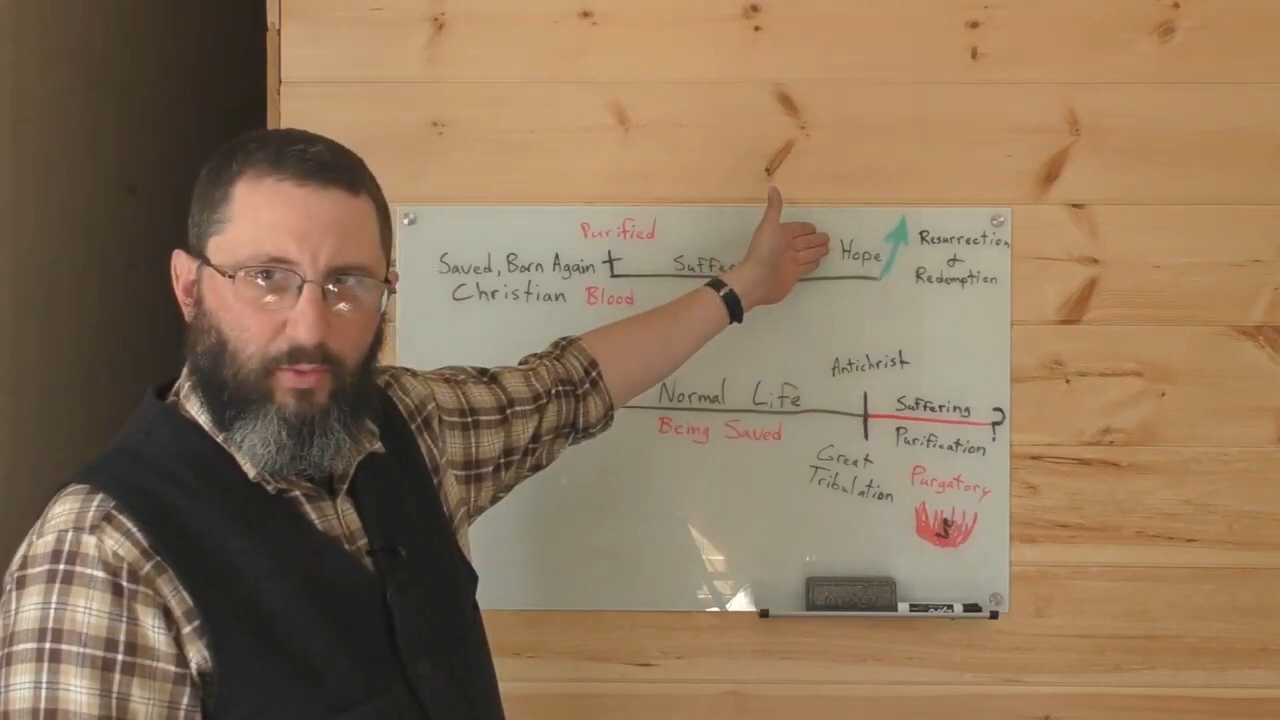 Purified
Saved, Born Again
Christian
Blood
Hope
Resurrection
&
Redemption
Antichrist
Normal Life
Being Saved
Suffering
?
Purification
Great
Tribulation
Purgatory